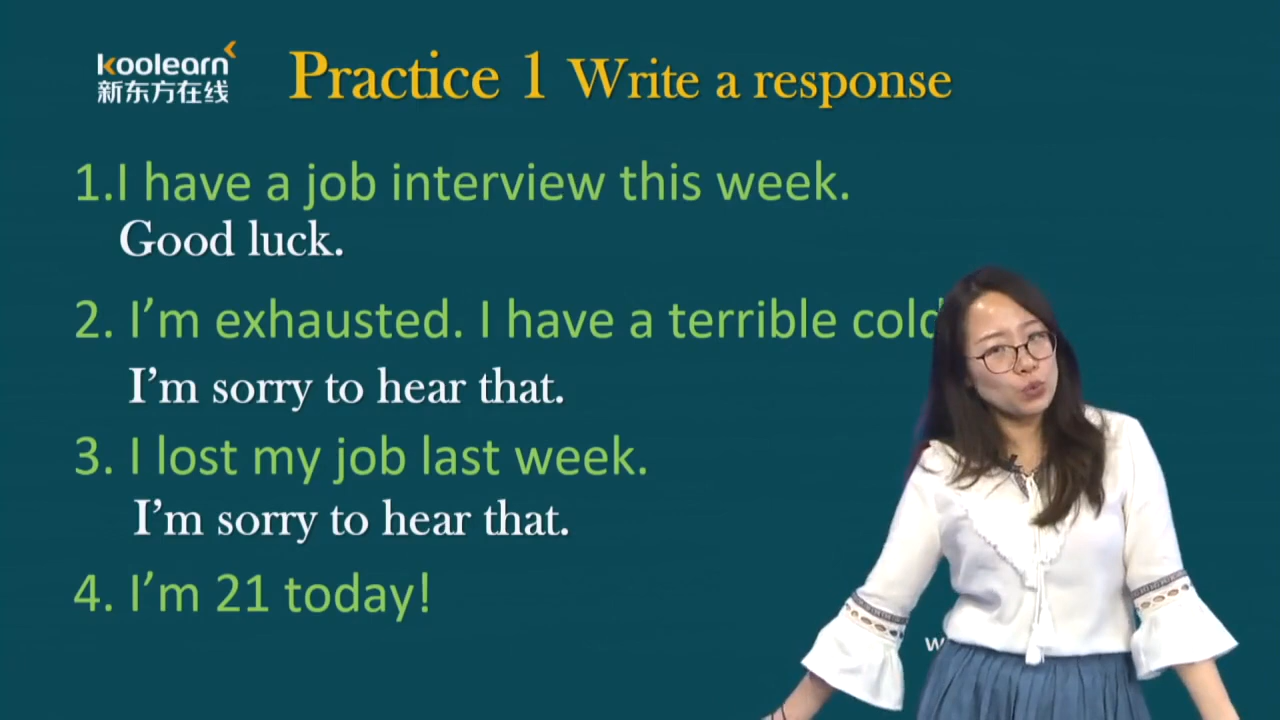 koolearn
新东方在线
Practice 1 Write a response
1.I have a job interview this week.
Good luck.
2. I’m exhausted. I have a terrible cold
I’m sorry to hear that.
3. I lost my job last week.
I’m sorry to hear that.
4. I’m 21 today!